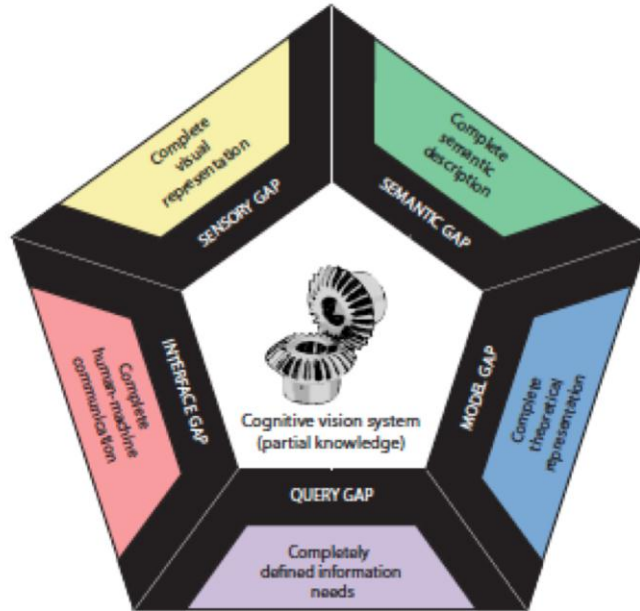 Complete
visual
representation
SENSORY GAP
Complete
semantic
description
SEMANTIC GAP
Complete
human-machine
communication
INTERFACE GAP
Cognitive vision system
(partial knowledge)
MODEL GAP
Complete
theoretical
representation
QUERY GAP
Completely
defined information
needs